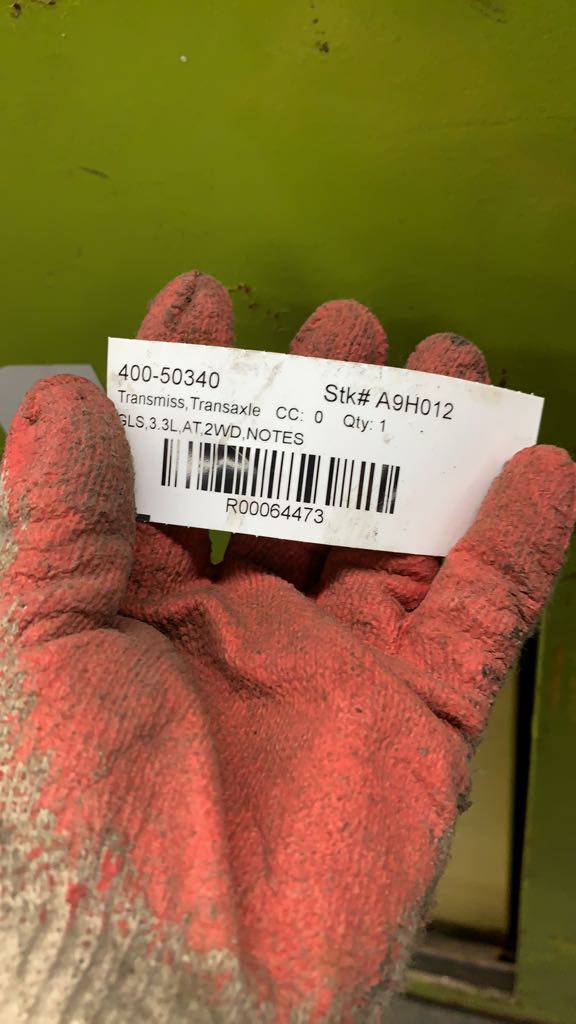 400-50340 Stk# A9H012
Transmiss,Transaxle CC: 0 Qty: 1
GLS,3.3L,AT,2WD,NOTES
R00064473